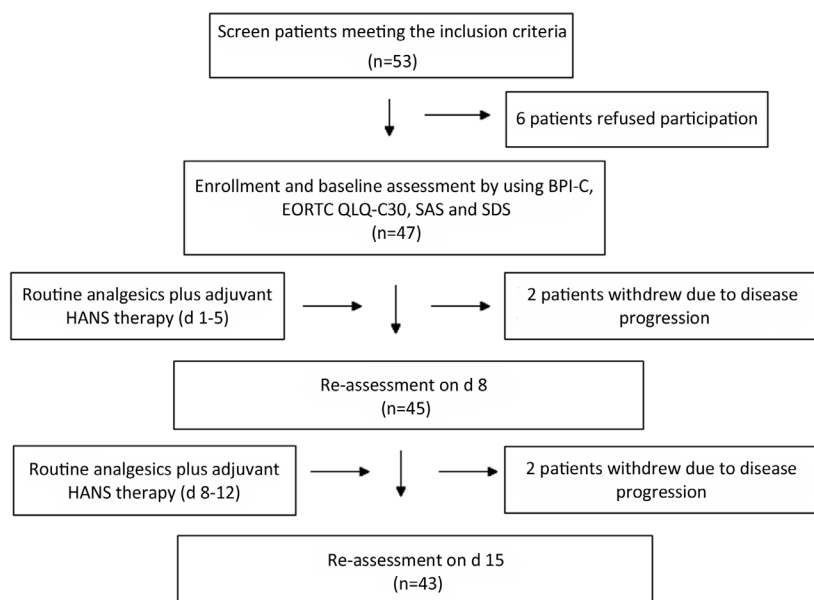 Screen patients meeting the inclusion criteria
(n=53)
6 patients refused participation
Enrollment and baseline assessment by using BPI-C,
EORTC QLQ-C30, SAS and SDS
(n=47)
Routine analgesics plus adjuvant
HANS therapy (d 1-5)
2 patients withdrew due to disease
progression
Re-assessment on d 8
(n=45)
Routine analgesics plus adjuvant
HANS therapy (d 8-12)
2 patients withdrew due to disease
progression
Re-assessment on d 15
(n=43)